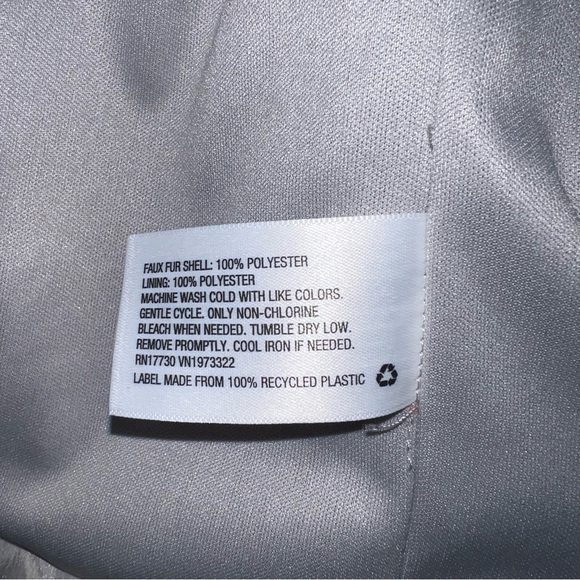 FAUX FUR SHELL: 100% POLYESTER
LINING: 100% POLYESTER
MACHINE WASH COLD WITH LIKE COLORS.
GENTLE CYCLE. ONLY NON-CHLORINE
BLEACH WHEN NEEDED. TUMBLE DRY LOW.
REMOVE PROMPTLY. COOL IRON IF NEEDED.
RN17730 VN1973322
LABEL MADE FROM 100% RECYCLED PLASTIC